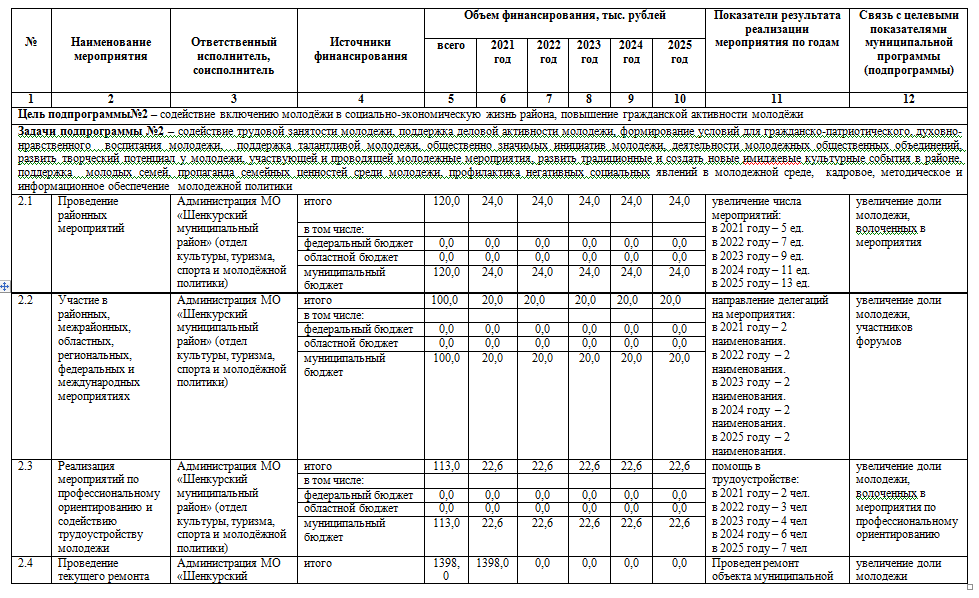 № Наименование мероприятия Ответственный исполнитель, соисполнитель Источники финансирования Объем финансирования, тыс. рублей Показатели результата реализации мероприятия по годам Связь с целевыми показателями муниципальной программы (подпрограммы)
всего 2021 год 2022 год 2023 год 2024 год 2025 год
1 2 3 4 5 6 7 8 9 10 11 12
Цель подпрограммы№2 – содействие включению молодёжи в социально-экономическую жизнь района, повышение гражданской активности молодёжи
Задачи подпрограммы №2 – содействие трудовой занятости молодежи, поддержка деловой активности молодежи, формирование условий для гражданско-патриотического, духовно-
нравственного воспитания молодежи, поддержка талантливой молодежи, общественно значимых инициатив молодежи, деятельности молодежных общественных объединений,
развить творческий потенциал у молодежи, участвующей и проводящей молодежные мероприятия, развить традиционные и создать новые имиджевые культурные события в районе,
поддержка молодых семей, пропаганда семейных ценностей среди молодежи, профилактика негативных социальных явлений в молодежной среде, кадровое, методическое и
информационное обеспечение молодежной политики
2.1
Проведение
районных
мероприятий
Администрация МО
«Шенкурский
муниципальный
район» (отдел
культуры, туризма,
спорта и молодёжной
политики)
итого 120,0 24,0 24,0 24,0 24,0 24,0
в том числе:
федеральный бюджет 0,0 0,0 0,0 0,0 0,0 0,0
областной бюджет 0,0 0,0 0,0 0,0 0,0 0,0
муниципальный бюджет 120,0 24,0 24,0 24,0 24,0 24,0
увеличение числа
мероприятий:
в 2021 году – 5 ед.
в 2022 году – 7 ед.
в 2023 году – 9 ед.
в 2024 году – 11 ед.
в 2025 году – 13 ед.
увеличение доли
молодежи,
волоченных в
мероприятия
2.2
Участие в
районных,
межрайонных,
областных,
региональных,
федеральных и
международных
мероприятиях
Администрация МО
«Шенкурский
муниципальный
район» (отдел
культуры, туризма,
спорта и молодёжной
политики)
итого 100,0 20,0 20,0 20,0 20,0 20,0
в том числе:
федеральный бюджет 0,0 0,0 0,0 0,0 0,0 0,0
областной бюджет 0,0 0,0 0,0 0,0 0,0 0,0
муниципальный бюджет 100,0 20,0 20,0 20,0 20,0 20,0
направление делегаций
на мероприятия:
в 2021 году – 2
наименования.
в 2022 году – 2
наименования.
в 2023 году – 2
наименования.
в 2024 году – 2
наименования.
в 2025 году – 2
наименования.
увеличение доли
молодежи,
участников
форумов
2.3
Реализация
мероприятий по
профессиональному
ориентированию и
содействию
трудоустройству
молодежи
Администрация МО
«Шенкурский
муниципальный
район» (отдел
культуры, туризма,
спорта и молодёжной
политики)
итого 113,0 22,6 22,6 22,6 22,6 22,6
в том числе:
федеральный бюджет 0,0 0,0 0,0 0,0 0,0 0,0
областной бюджет 0,0 0,0 0,0 0,0 0,0 0,0
муниципальный бюджет 113,0 22,6 22,6 22,6 22,6 22,6
помощь в
трудоустройстве:
в 2021 году – 2 чел.
в 2022 году – 3 чел
в 2023 году – 4 чел
в 2024 году – 6 чел
в 2025 году – 7 чел
увеличение доли
молодежи,
волоченных в
мероприятия по
профессиональному
ориентированию
2.4
Проведение
текущего ремонта
Администрация МО
«Шенкурский
итого 1398,0 1398,0 0,0 0,0 0,0 0,0
Проведен ремонт
объекта муниципальной
увеличение доли
молодежи